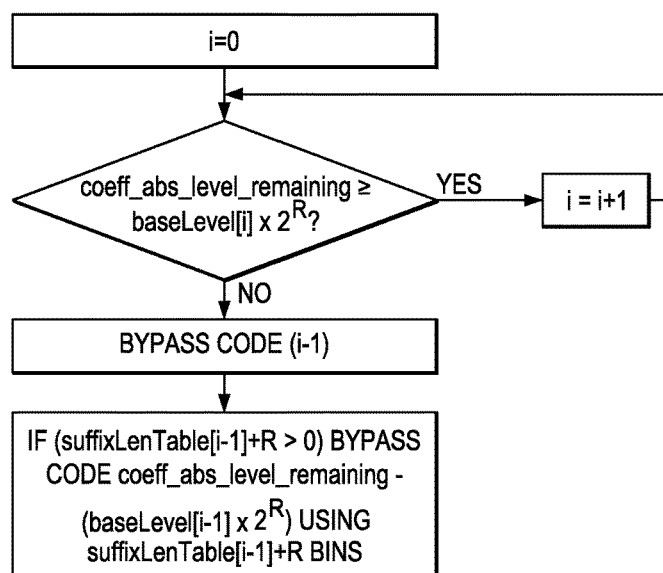 i=0
coeff_abs_level_remaining ≥
baseLevel[i] x 2^R?
YES
i = i+1
NO
BYPASS CODE (i-1)
IF (suffixLenTable[i-1]+R > 0) BYPASS
CODE coeff_abs_level_remaining -
(baseLevel[i-1] x 2^R) USING
suffixLenTable[i-1]+R BINS